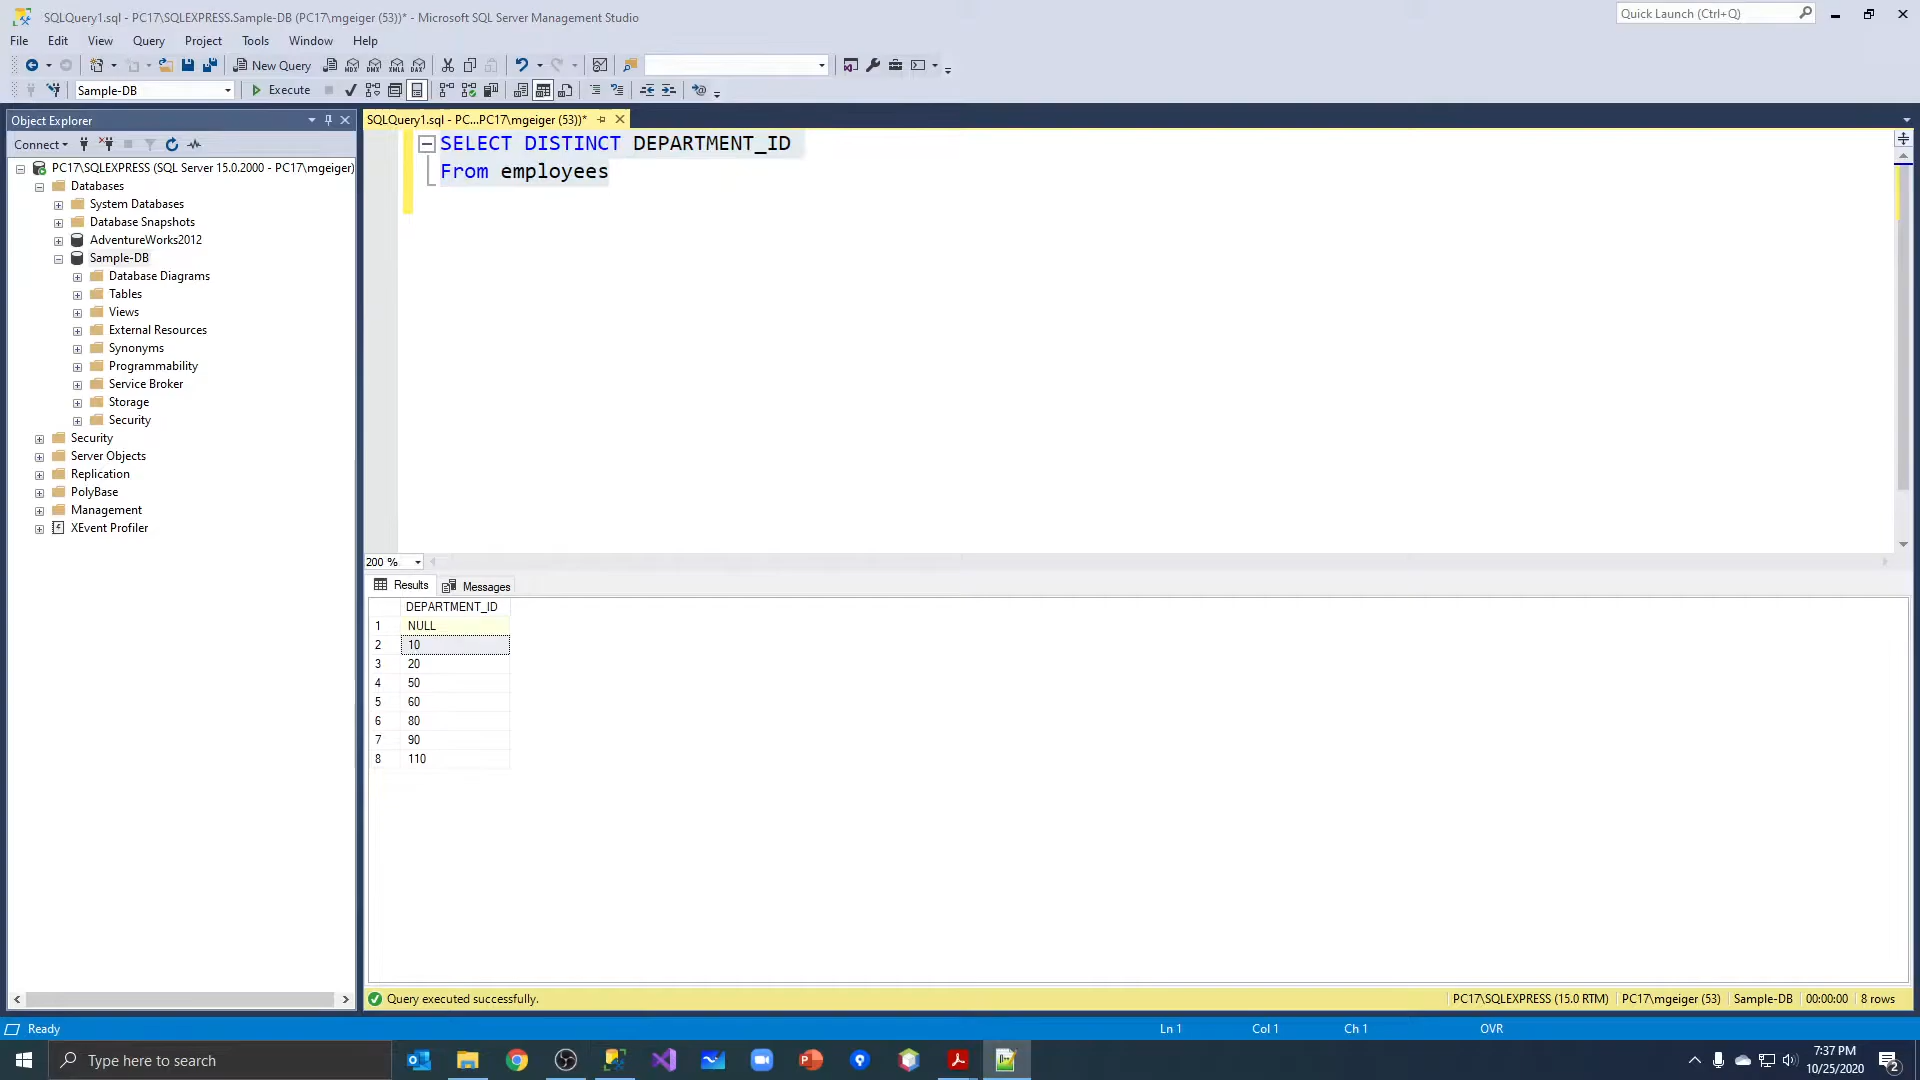 SQLQuery1.sql - PC17\SQLEXPRESS.Sample-DB (PC17\mgeiger (53))* - Microsoft SQL Server Management Studio
Quick Launch (Ctrl+Q)
File Edit View Query Project Tools Window Help
New Query
MDX DMX XMLA DAX
Sample-DB
Execute
Object Explorer
SQLQuery1.sql - PC...PC17\mgeiger (53))*
Connect
SELECT DISTINCT DEPARTMENT_ID
From employees
PC17\SQLEXPRESS (SQL Server 15.0.2000 - PC17\mgeiger)
Databases
System Databases
Database Snapshots
AdventureWorks2012
Sample-DB
Database Diagrams
Tables
Views
External Resources
Synonyms
Programmability
Service Broker
Storage
Security
Security
Server Objects
Replication
PolyBase
Management
XEvent Profiler
200 %
Results Messages
DEPARTMENT_ID
1 NULL
2 10
3 20
4 50
5 60
6 80
7 90
8 110
Query executed successfully.
PC17\SQLEXPRESS (15.0 RTM) PC17\mgeiger (53) Sample-DB 00:00:00 8 rows
Ready
Ln 1 Col 1 Ch 1 OVR
Type here to search
7:37 PM
10/25/2020
2